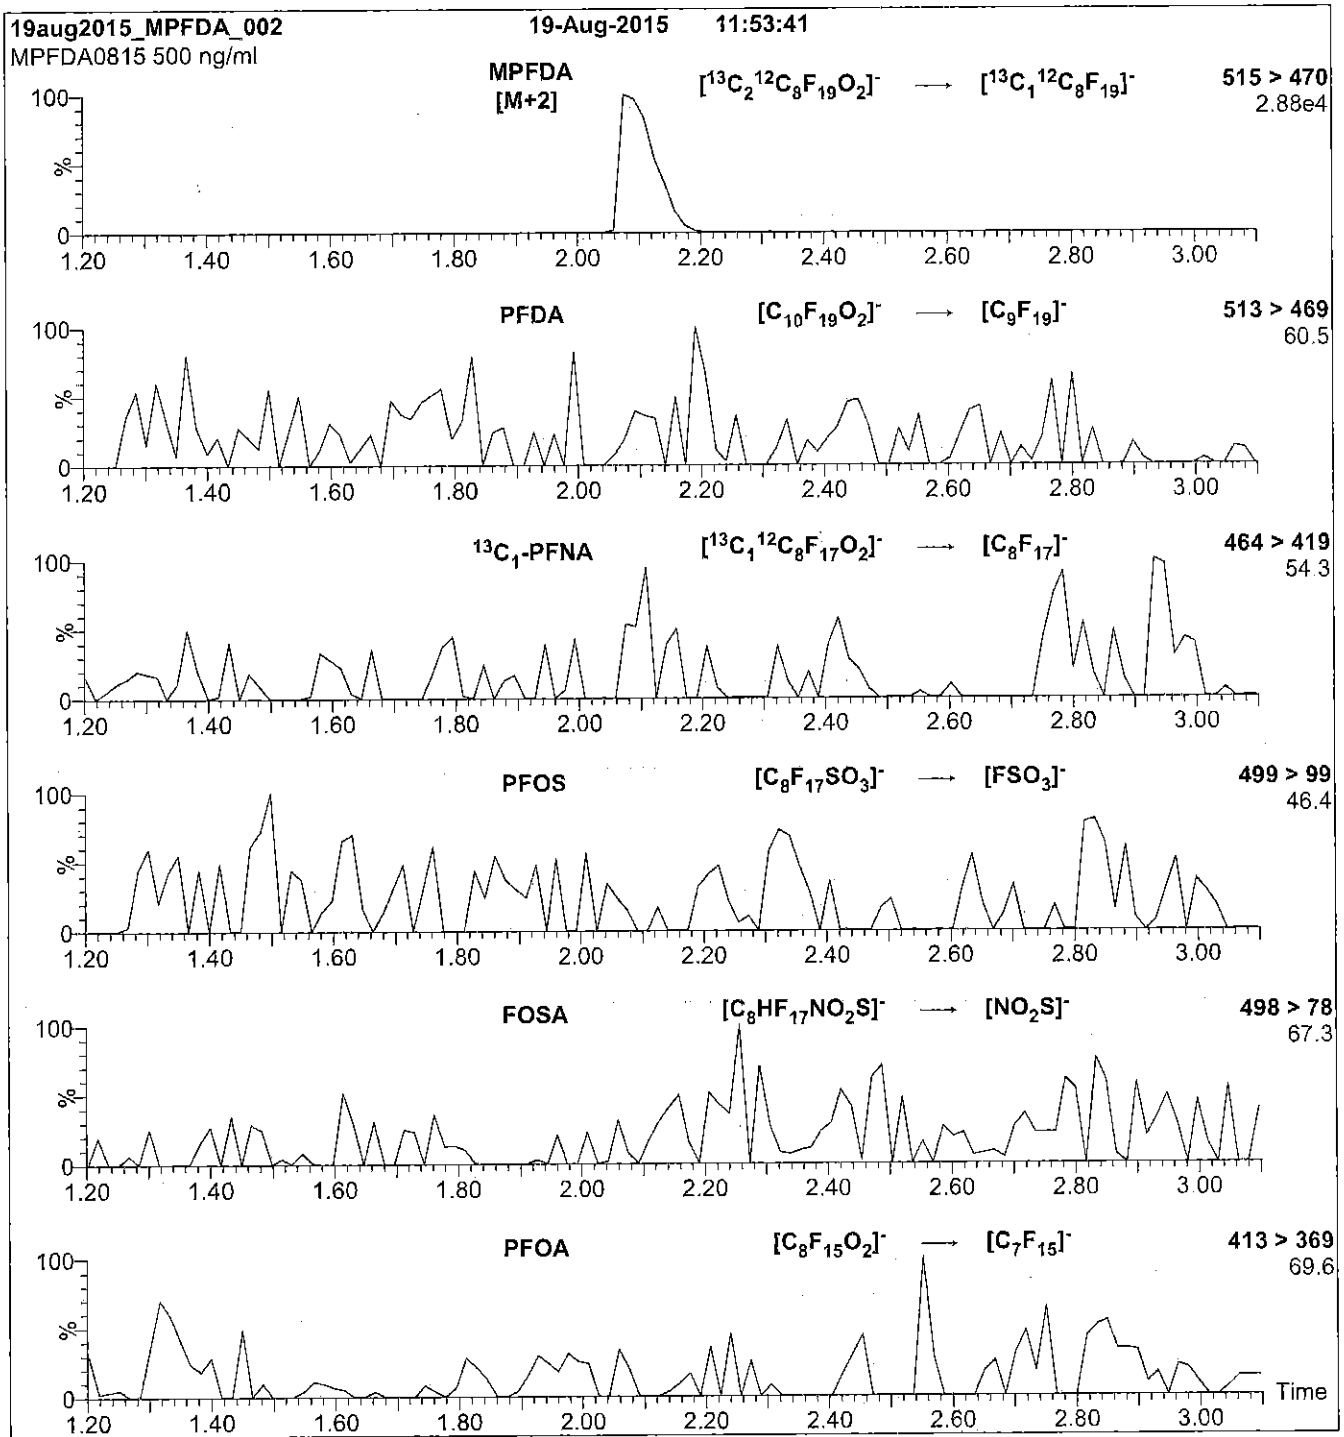 19aug2015_MPFDA_002 19-Aug-2015 11:53:41
MPFDA0815 500 ng/ml
MPFDA [¹³C₂¹²C₈F₁₉O₂]⁻ → [¹³C₁¹²C₈F₁₉]⁻ 515 > 470
[M+2] 2.88e4
100
%
0
1.20 1.40 1.60 1.80 2.00 2.20 2.40 2.60 2.80 3.00
PFDA [C₁₀F₁₉O₂]⁻ → [C₉F₁₉]⁻ 513 > 469
60.5
100
%
0
1.20 1.40 1.60 1.80 2.00 2.20 2.40 2.60 2.80 3.00
¹³C₁-PFNA [¹³C₁¹²C₈F₁₇O₂]⁻ → [C₈F₁₇]⁻ 464 > 419
54.3
100
%
0
1.20 1.40 1.60 1.80 2.00 2.20 2.40 2.60 2.80 3.00
PFOS [C₈F₁₇SO₃]⁻ → [FSO₃]⁻ 499 > 99
46.4
100
%
0
1.20 1.40 1.60 1.80 2.00 2.20 2.40 2.60 2.80 3.00
FOSA [C₈HF₁₇NO₂S]⁻ → [NO₂S]⁻ 498 > 78
67.3
100
%
0
1.20 1.40 1.60 1.80 2.00 2.20 2.40 2.60 2.80 3.00
PFOA [C₈F₁₅O₂]⁻ → [C₇F₁₅]⁻ 413 > 369
69.6
100
%
0 Time
1.20 1.40 1.60 1.80 2.00 2.20 2.40 2.60 2.80 3.00